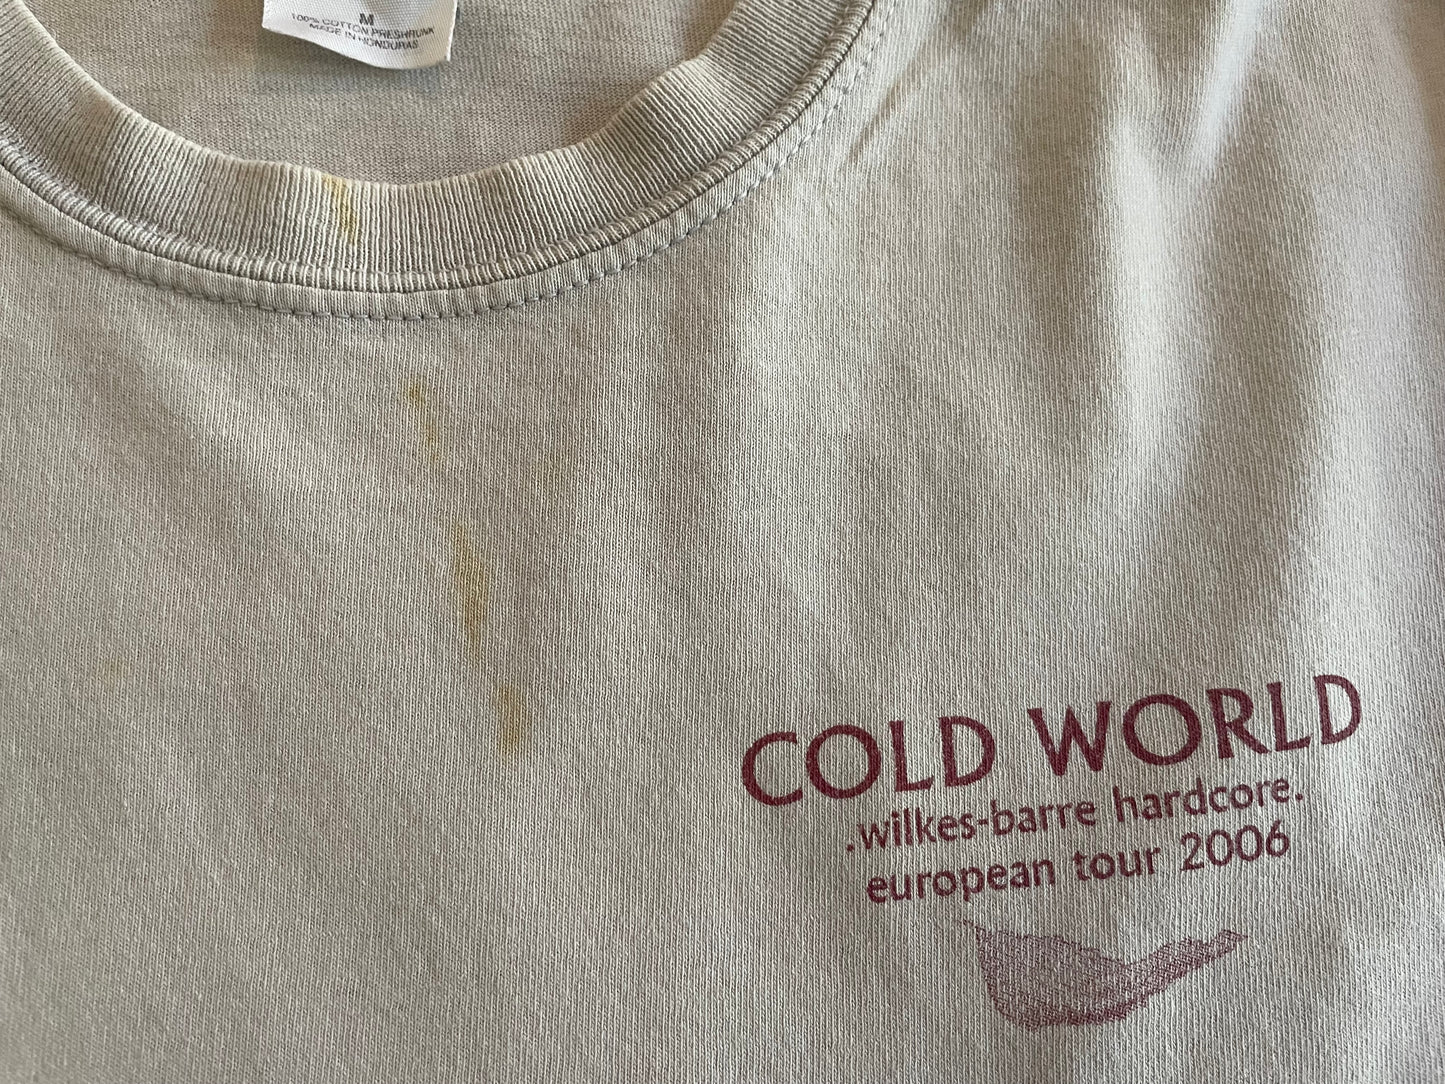 M
100% COTTON PRESHRUNK
MADE IN HONDURAS
COLD WORLD
.wilkes-barre hardcore.
european tour 2006